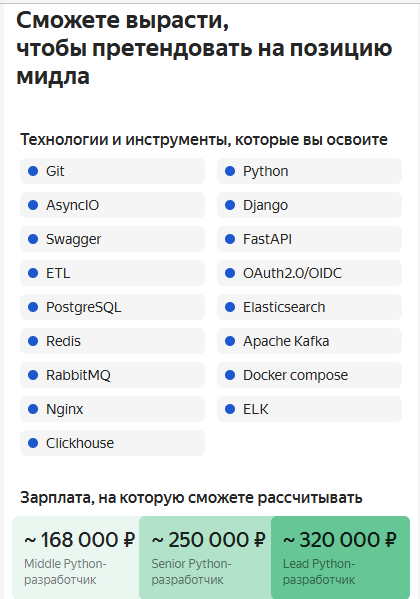 Сможете вырасти,
чтобы претендовать на позицию
мидла
Технологии и инструменты, которые вы освоите
Git
Python
AsyncIO
Django
Swagger
FastAPI
ETL
OAuth2.0/OIDC
PostgreSQL
Elasticsearch
Redis
Apache Kafka
RabbitMQ
Docker compose
Nginx
ELK
Clickhouse
Зарплата, на которую сможете рассчитывать
~ 168 000 ₽
Middle Python-
разработчик
~ 250 000 ₽
Senior Python-
разработчик
~ 320 000 ₽
Lead Python-
разработчик